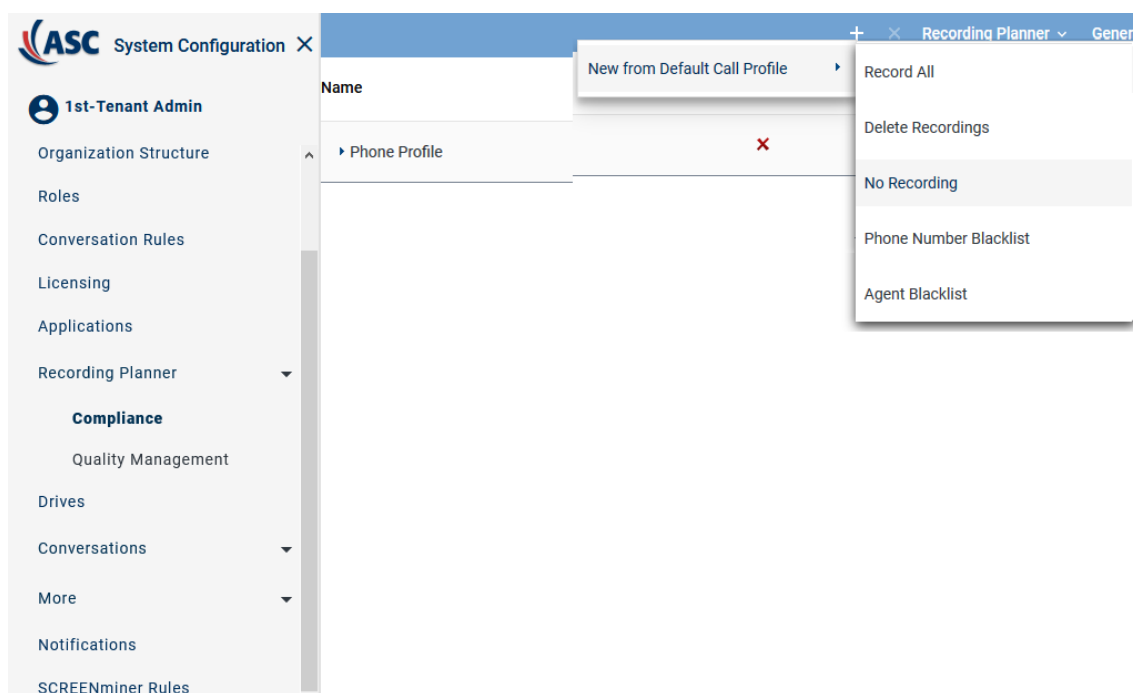 ASC System Configuration
1st-Tenant Admin
Organization Structure
Roles
Conversation Rules
Licensing
Applications
Recording Planner
Compliance
Quality Management
Drives
Conversations
More
Notifications
SCREENminer Rules
Recording Planner Gener
Name
Phone Profile
New from Default Call Profile
Record All
Delete Recordings
No Recording
Phone Number Blacklist
Agent Blacklist